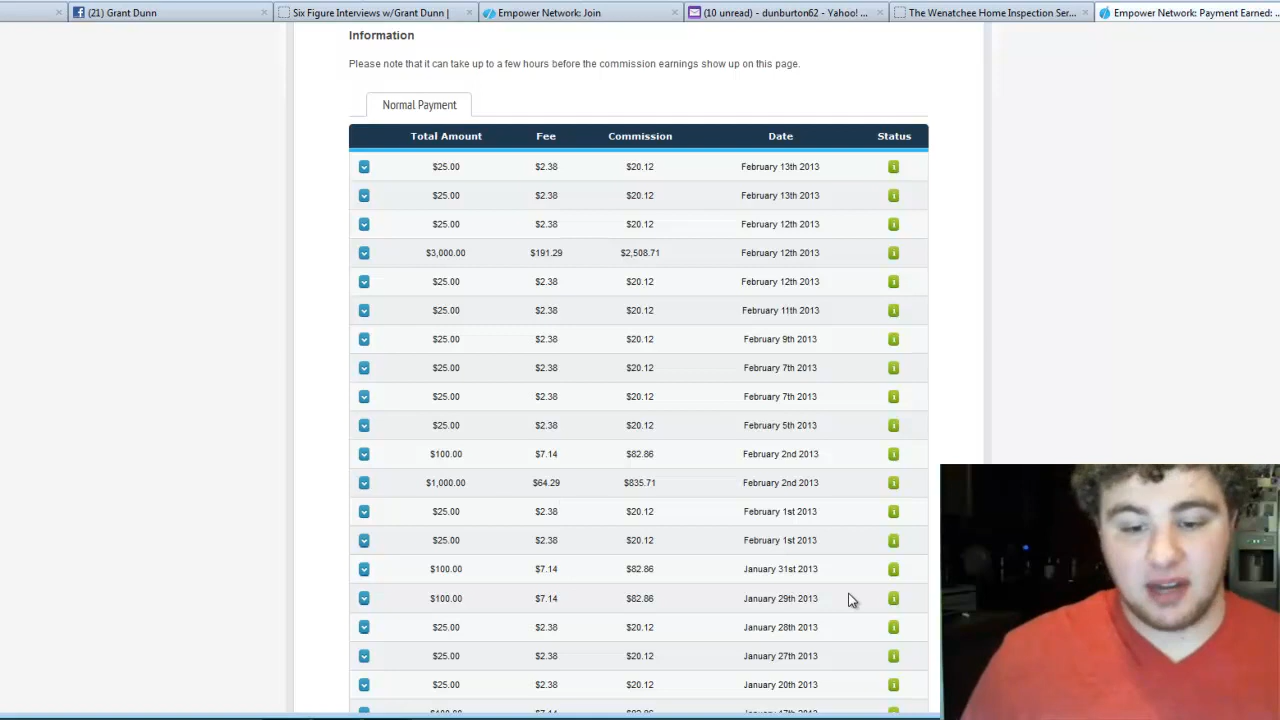 (21) Grant Dunn × Six Figure Interviews w/Grant Dunn | × Empower Network: Join × (10 unread) - dunburton62 - Yahoo! ... × The Wenatchee Home Inspection Ser... × Empower Network: Payment Earned: ...
Information
Please note that it can take up to a few hours before the commission earnings show up on this page.
Normal Payment
Total Amount Fee Commission Date Status
$25.00 $2.38 $20.12 February 13th 2013
$25.00 $2.38 $20.12 February 13th 2013
$25.00 $2.38 $20.12 February 12th 2013
$3,000.00 $191.29 $2,508.71 February 12th 2013
$25.00 $2.38 $20.12 February 12th 2013
$25.00 $2.38 $20.12 February 11th 2013
$25.00 $2.38 $20.12 February 9th 2013
$25.00 $2.38 $20.12 February 7th 2013
$25.00 $2.38 $20.12 February 7th 2013
$25.00 $2.38 $20.12 February 5th 2013
$100.00 $7.14 $82.86 February 2nd 2013
$1,000.00 $64.29 $835.71 February 2nd 2013
$25.00 $2.38 $20.12 February 1st 2013
$25.00 $2.38 $20.12 February 1st 2013
$100.00 $7.14 $82.86 January 31st 2013
$100.00 $7.14 $82.86 January 29th 2013
$25.00 $2.38 $20.12 January 28th 2013
$25.00 $2.38 $20.12 January 27th 2013
$25.00 $2.38 $20.12 January 20th 2013
$100.00 $7.14 $82.86 January 17th 2013